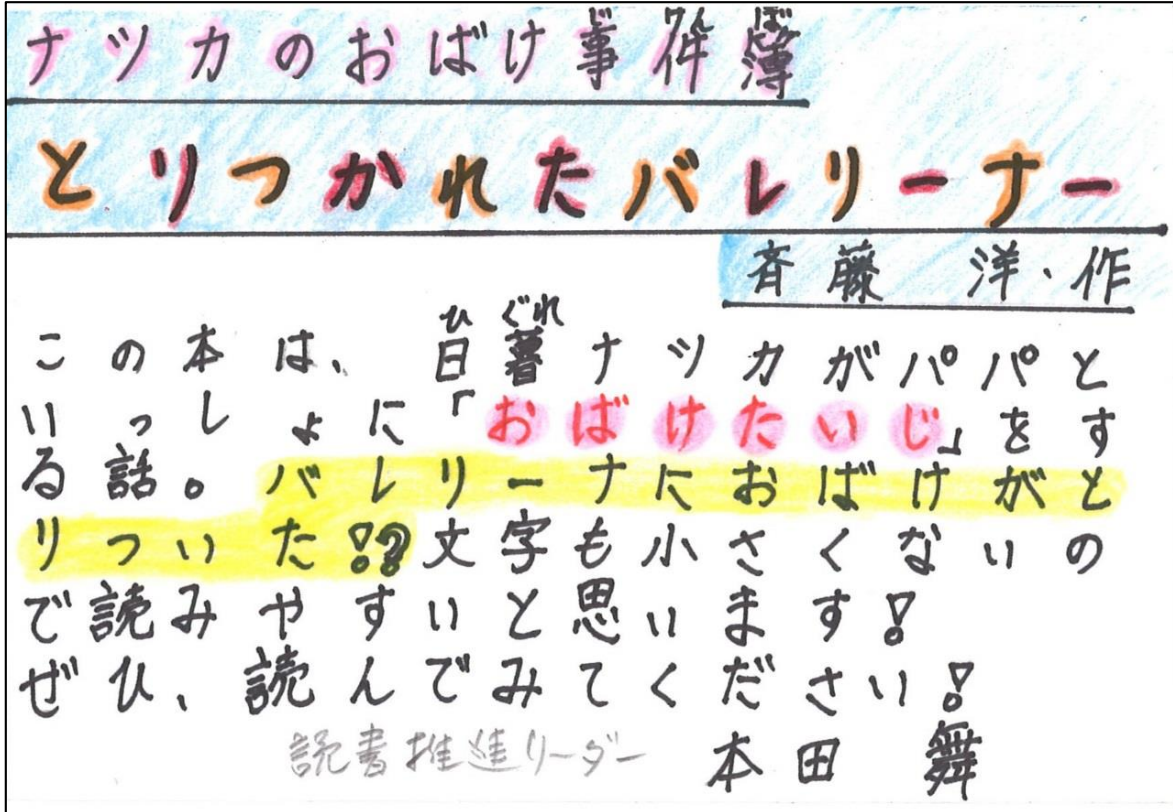 ナツカのおばけ事件簿
とりつかれたバレリーナー
斉藤 洋・作
この本は、日暮ナツカがパパと
いっしょに「おばけたいじ」をす
る話。バレリーナにおばけがと
りついた!?文字も小さくないの
で読みやすいと思います!
ぜひ、読んでみてください!
読書推進リーダー 本田 舞